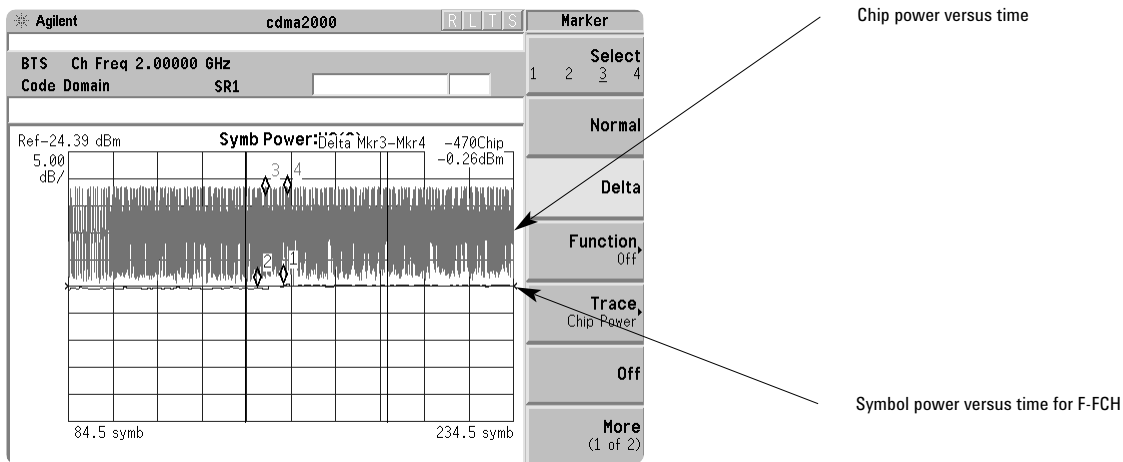 Agilent cdma2000 R L T S
BTS Ch Freq 2.00000 GHz
Code Domain SR1
Ref-24.39 dBm Symb Power: Delta Mkr3-Mkr4 -470Chip
5.00 -0.26dBm
dB/
3 4
2 1
84.5 symb 234.5 symb
Marker
Select
1 2 3 4
Normal
Delta
Function
Off
Trace
Chip Power
Off
More
(1 of 2)
Chip power versus time
Symbol power versus time for F-FCH